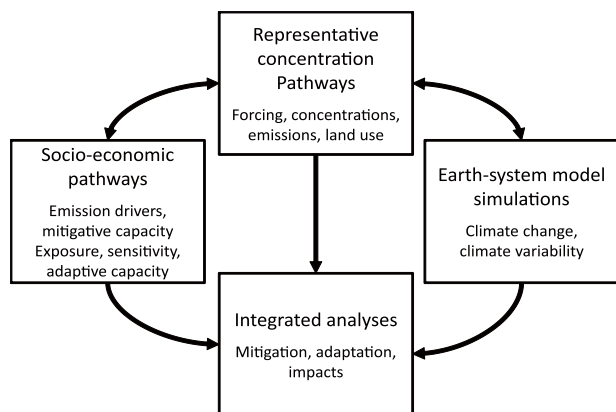 Representative
concentration
Pathways
Forcing, concentrations,
emissions, land use
Socio-economic
pathways
Emission drivers,
mitigative capacity
Exposure, sensitivity,
adaptive capacity
Earth-system model
simulations
Climate change,
climate variability
Integrated analyses
Mitigation, adaptation,
impacts